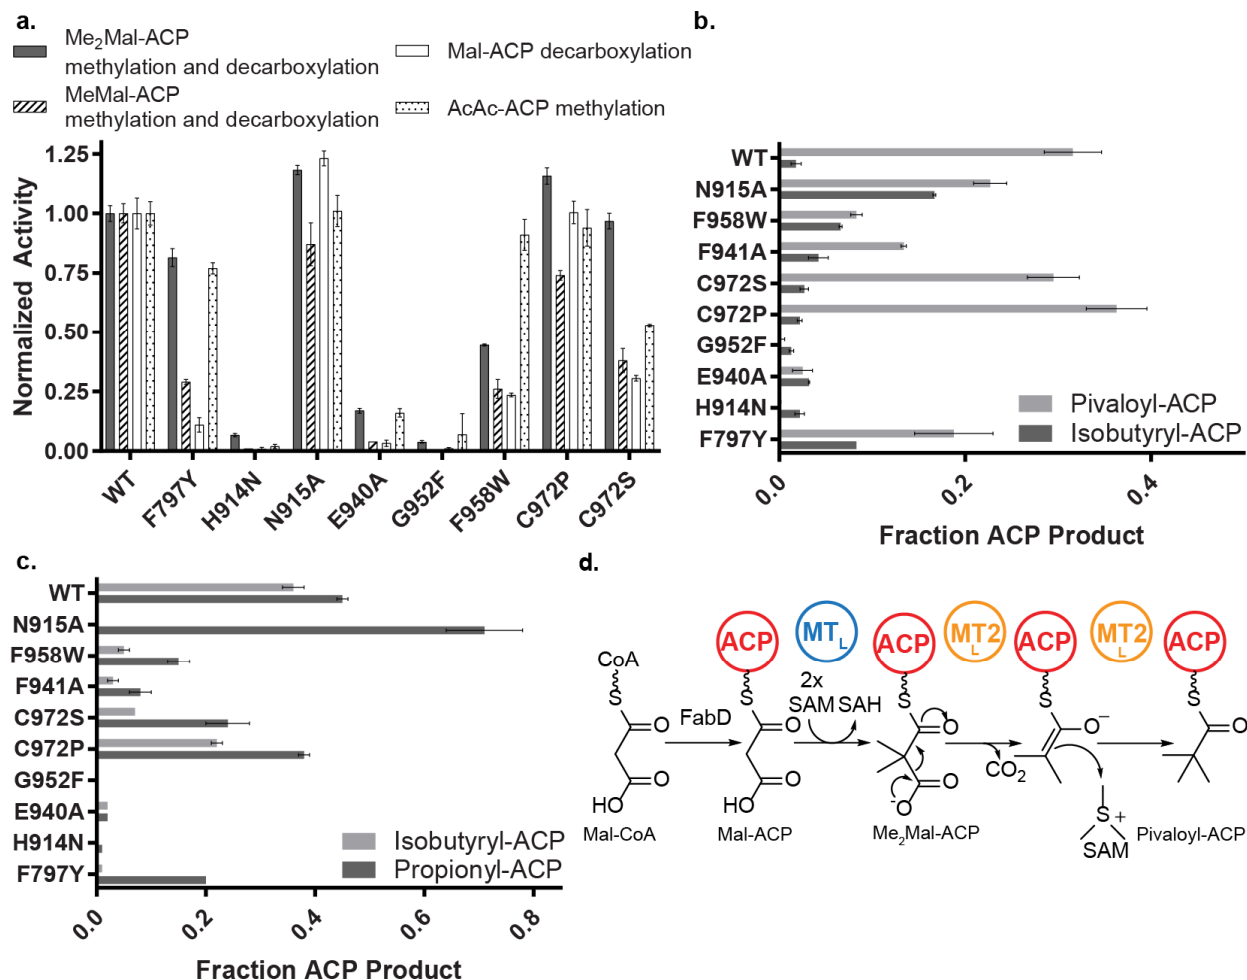 a.
Me₂Mal-ACP
methylation and decarboxylation
Mal-ACP decarboxylation
MeMal-ACP
methylation and decarboxylation
AcAc-ACP methylation
Normalized Activity
1.25
1.00
0.75
0.50
0.25
0.00
WT
F797Y
H914N
N915A
E940A
G952F
F958W
C972P
C972S
b.
WT
N915A
F958W
F941A
C972S
C972P
G952F
E940A
H914N
F797Y
Pivaloyl-ACP
Isobutyryl-ACP
0.0
0.2
0.4
Fraction ACP Product
c.
WT
N915A
F958W
F941A
C972S
C972P
G952F
E940A
H914N
F797Y
Isobutyryl-ACP
Propionyl-ACP
0.0
0.2
0.4
0.6
0.8
Fraction ACP Product
d.
ACP
MT_L
ACP
MT2_L
ACP
MT2_L
ACP
CoA
S
O
O
HO
Mal-CoA
FabD
S
O
O
HO
Mal-ACP
2x
SAM SAH
S
O
O
⁻O
Me₂Mal-ACP
CO₂
S
O⁻
S +
SAM
S
O
Pivaloyl-ACP